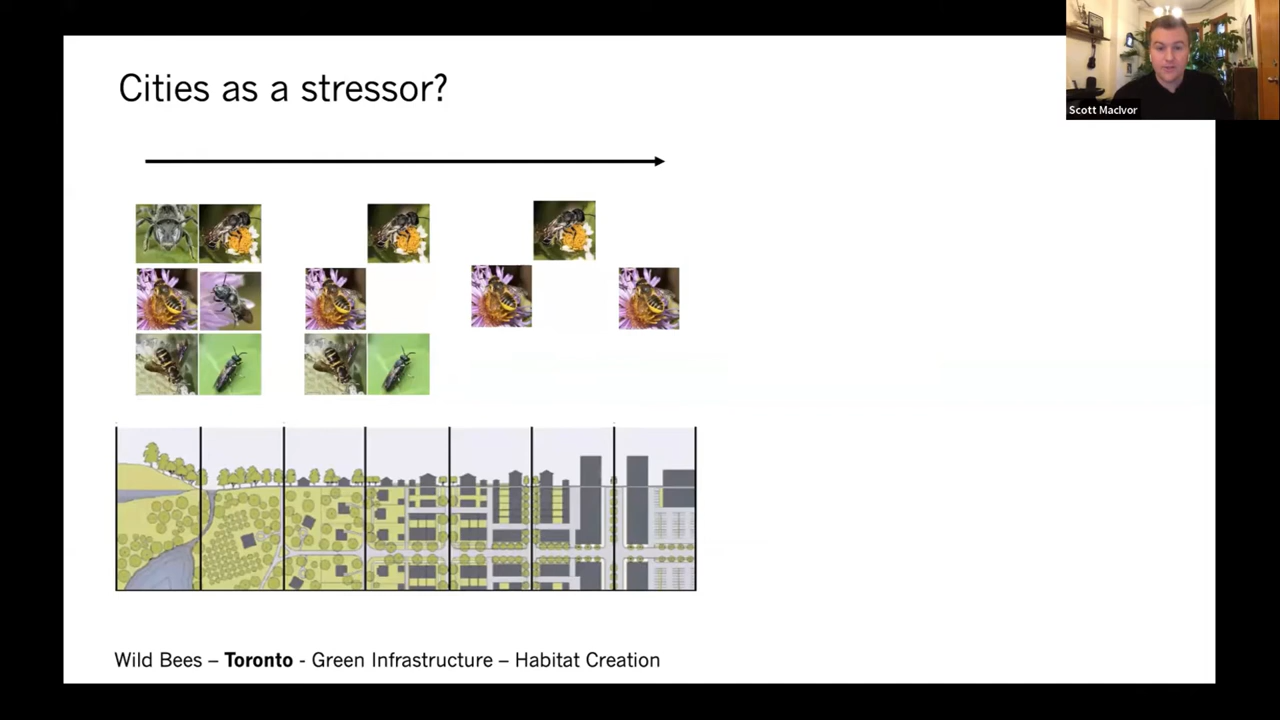 Cities as a stressor?
Scott MacIvor
Wild Bees – Toronto - Green Infrastructure – Habitat Creation